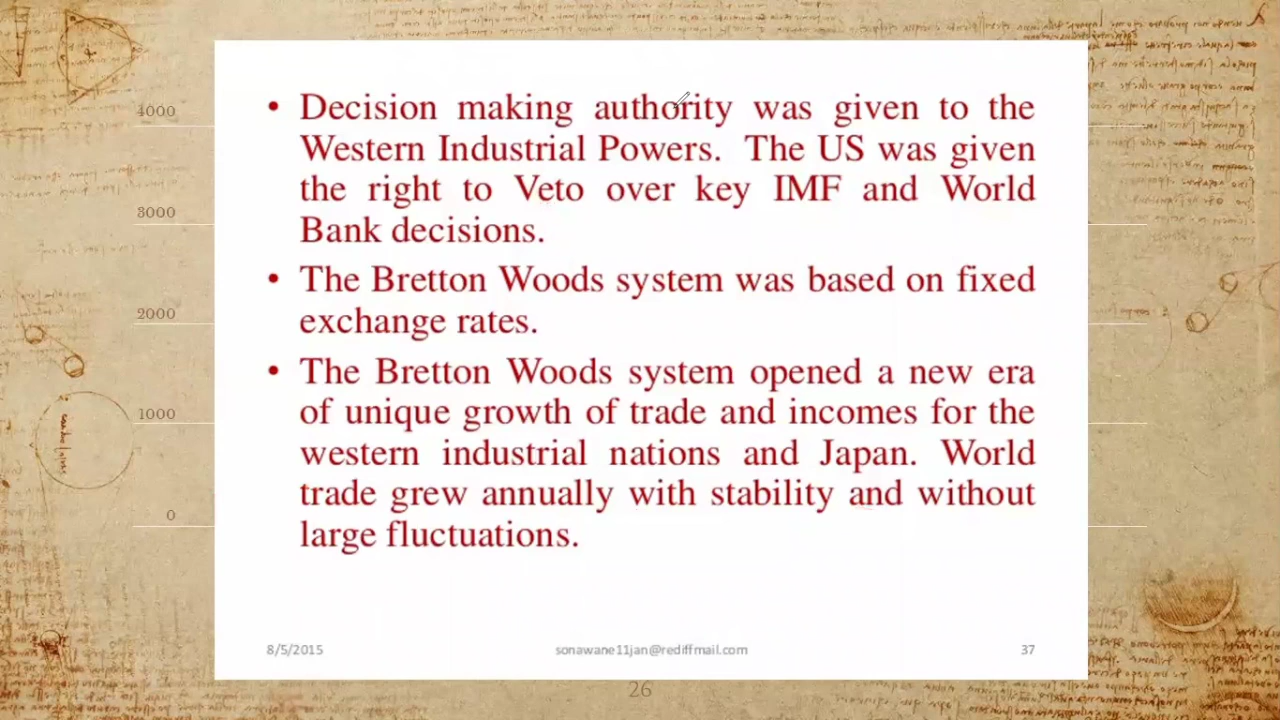 4000
3000
2000
1000
0
• Decision making authority was given to the
Western Industrial Powers. The US was given
the right to Veto over key IMF and World
Bank decisions.
• The Bretton Woods system was based on fixed
exchange rates.
• The Bretton Woods system opened a new era
of unique growth of trade and incomes for the
western industrial nations and Japan. World
trade grew annually with stability and without
large fluctuations.
8/5/2015
sonawane11jan@rediffmail.com
37
26